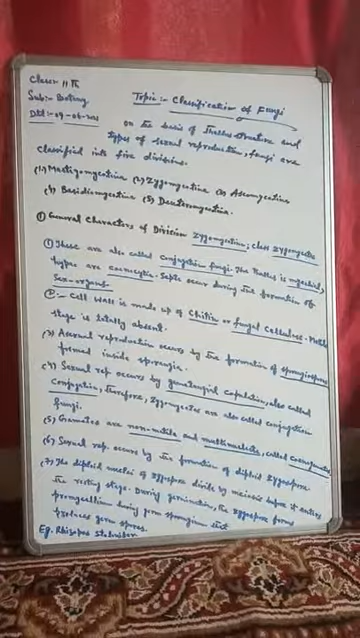 Class 11th
Sub:- Botany
Dtd:- 09-06-202
Topic:- Classification of Fungi
on the basis of Thallus structure and
types of sexual reproduction, fungi are
classified into five divisions.
(1) Mastigomycotina (2) Zygomycotina (3) Ascomycotina
(4) Basidiomycotina (5) Deuteromycotina.
① General Characters of Division Zygomycotina; class Zygomycetes
① These are also called Conjugation fungi. The thallus is mycelial,
hyphae are coenocytic. Septa occur during the formation of
Sex-organs
②:- Cell wall is made up of Chitin or fungal cellulose. Motile
stage is totally absent.
(3) Asexual reproduction occurs by the formation of sporangiospores
formed inside sporangia.
(4) Sexual rep occurs by gametangial copulation, also called
Conjugation, therefore, Zygomycetes are also called conjugation
fungi.
(5) Gametes are non-motile and multinucleate, called Coenogametes
(6) Sexual rep. occurs by the formation of diploid zygospore
(7) The diploid nuclei of zygospore divide by meiosis before it enters
the resting stage. During germination, the zygospore forms
promycelium during germ sporangium that
produces germ spores.
Eg. Rhizopus stolonifer